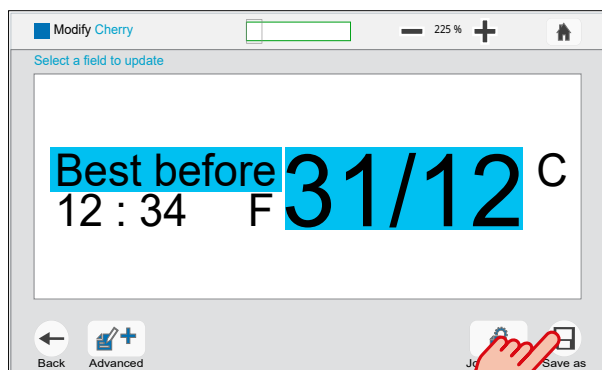 Modify Cherry
225 %
Select a field to update
Best before 31/12 C
12 : 34 F
Back
Advanced
Save as